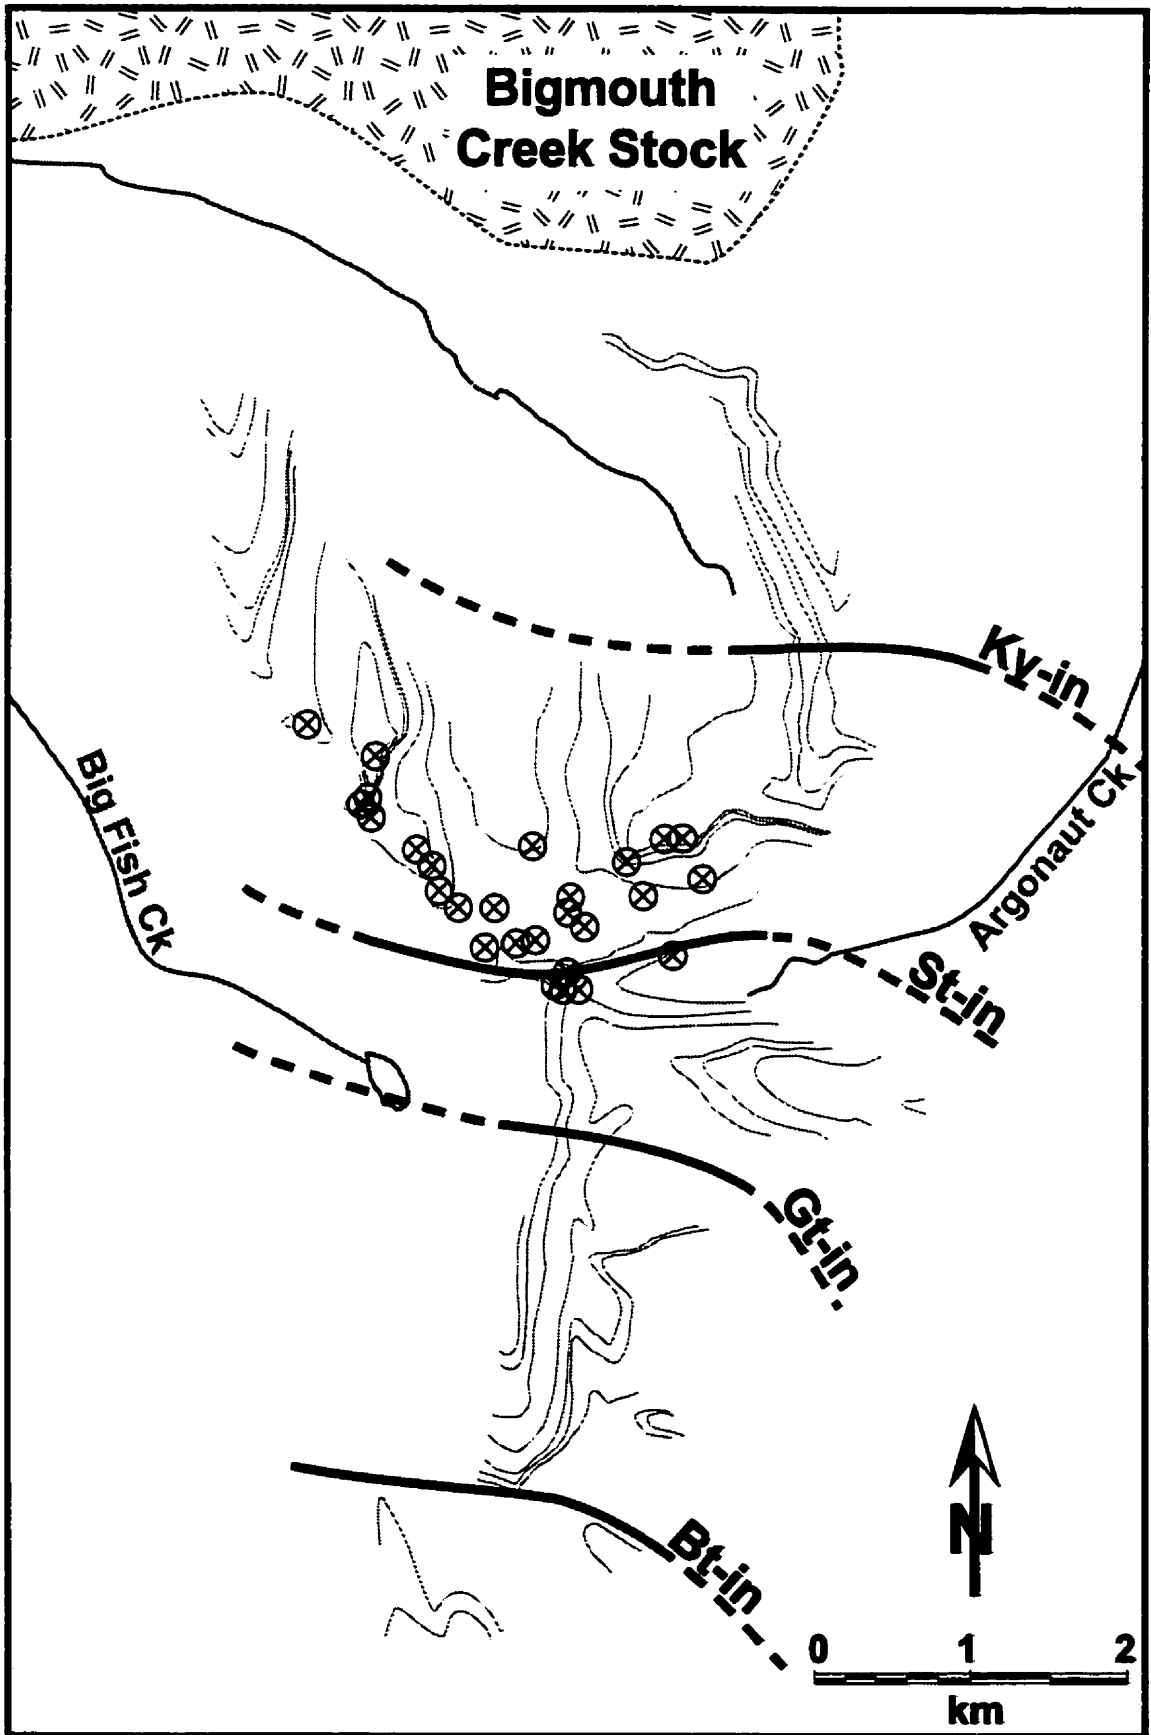 Bigmouth
Creek Stock
Ky-in
Big Fish Ck
Argonaut Ck
St-in
Gt-in
N
Bt-in
0 1 2
km